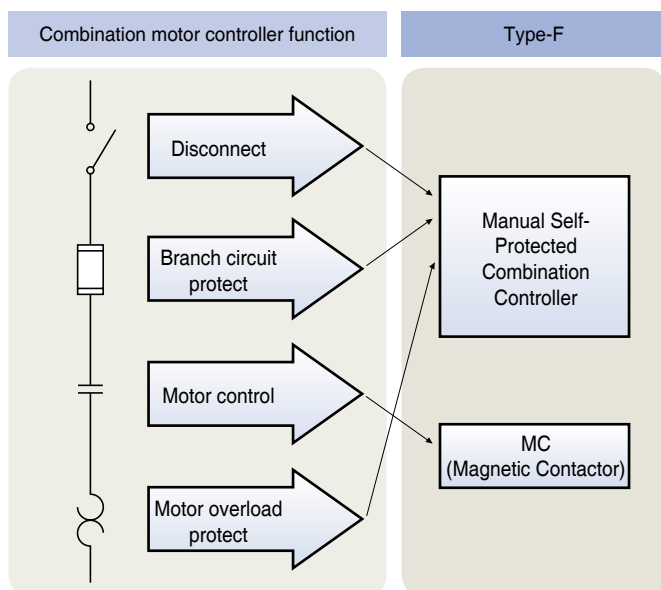 Combination motor controller function
Type-F
Disconnect
Branch circuit
protect
Motor control
Motor overload
protect
Manual Self-
Protected
Combination
Controller
MC
(Magnetic Contactor)